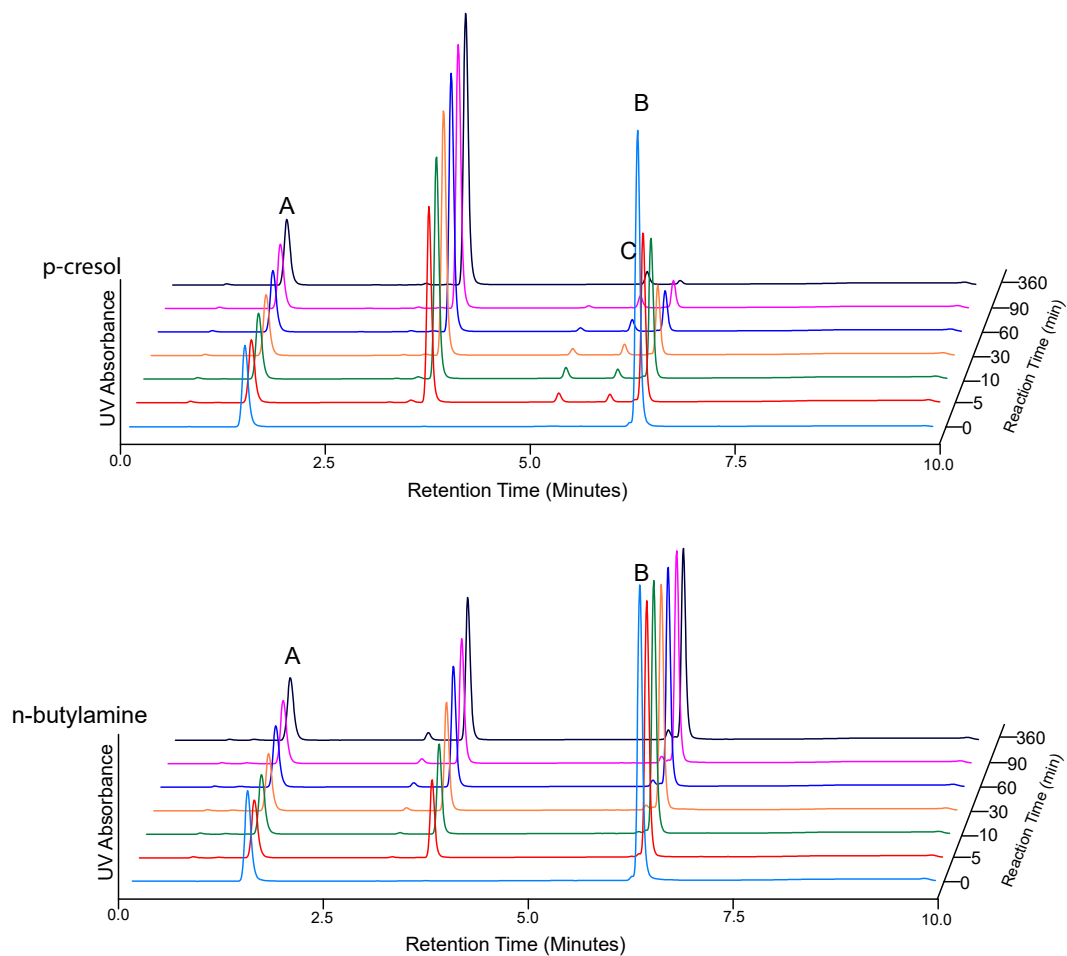 B
A
C
p-cresol
UV Absorbance
360
90
60
30
10
5
0
Reaction Time (min)
0.0 2.5 5.0 7.5 10.0
Retention Time (Minutes)
B
A
n-butylamine
UV Absorbance
360
90
60
30
10
5
0
Reaction Time (min)
0.0 2.5 5.0 7.5 10.0
Retention Time (Minutes)